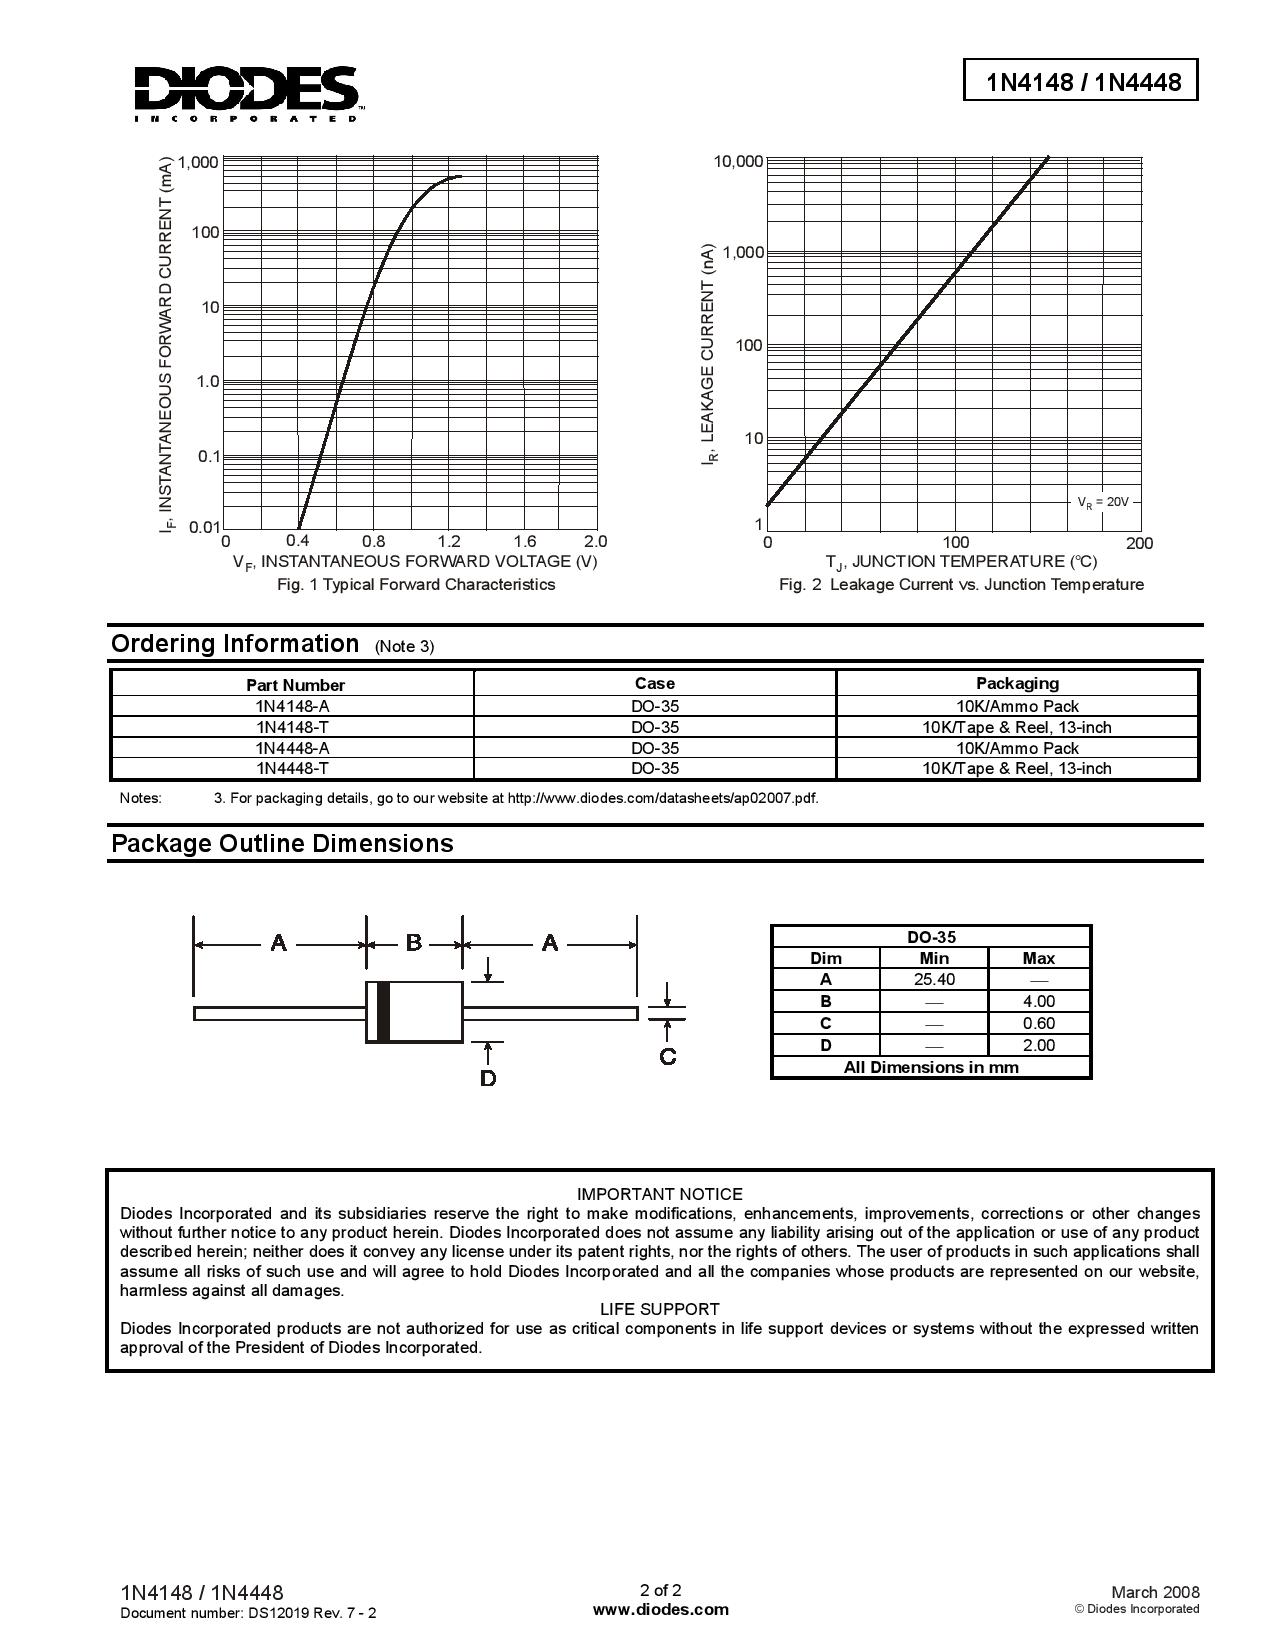 DIODES
INCORPORATED
TM
1N4148 / 1N4448
IF, INSTANTANEOUS FORWARD CURRENT (mA)
1,000
100
10
1.0
0.1
0.01
0 0.4 0.8 1.2 1.6 2.0
VF, INSTANTANEOUS FORWARD VOLTAGE (V)
Fig. 1 Typical Forward Characteristics
IR, LEAKAGE CURRENT (nA)
10,000
1,000
100
10
1
VR = 20V
0 100 200
TJ, JUNCTION TEMPERATURE (°C)
Fig. 2 Leakage Current vs. Junction Temperature
Ordering Information (Note 3)
Part Number Case Packaging
1N4148-A DO-35 10K/Ammo Pack
1N4148-T DO-35 10K/Tape & Reel, 13-inch
1N4448-A DO-35 10K/Ammo Pack
1N4448-T DO-35 10K/Tape & Reel, 13-inch
Notes: 3. For packaging details, go to our website at http://www.diodes.com/datasheets/ap02007.pdf.
Package Outline Dimensions
A B A
D
C
DO-35
Dim Min Max
A 25.40 —
B — 4.00
C — 0.60
D — 2.00
All Dimensions in mm
IMPORTANT NOTICE
Diodes Incorporated and its subsidiaries reserve the right to make modifications, enhancements, improvements, corrections or other changes
without further notice to any product herein. Diodes Incorporated does not assume any liability arising out of the application or use of any product
described herein; neither does it convey any license under its patent rights, nor the rights of others. The user of products in such applications shall
assume all risks of such use and will agree to hold Diodes Incorporated and all the companies whose products are represented on our website,
harmless against all damages.
LIFE SUPPORT
Diodes Incorporated products are not authorized for use as critical components in life support devices or systems without the expressed written
approval of the President of Diodes Incorporated.
1N4148 / 1N4448
Document number: DS12019 Rev. 7 - 2
2 of 2
www.diodes.com
March 2008
© Diodes Incorporated